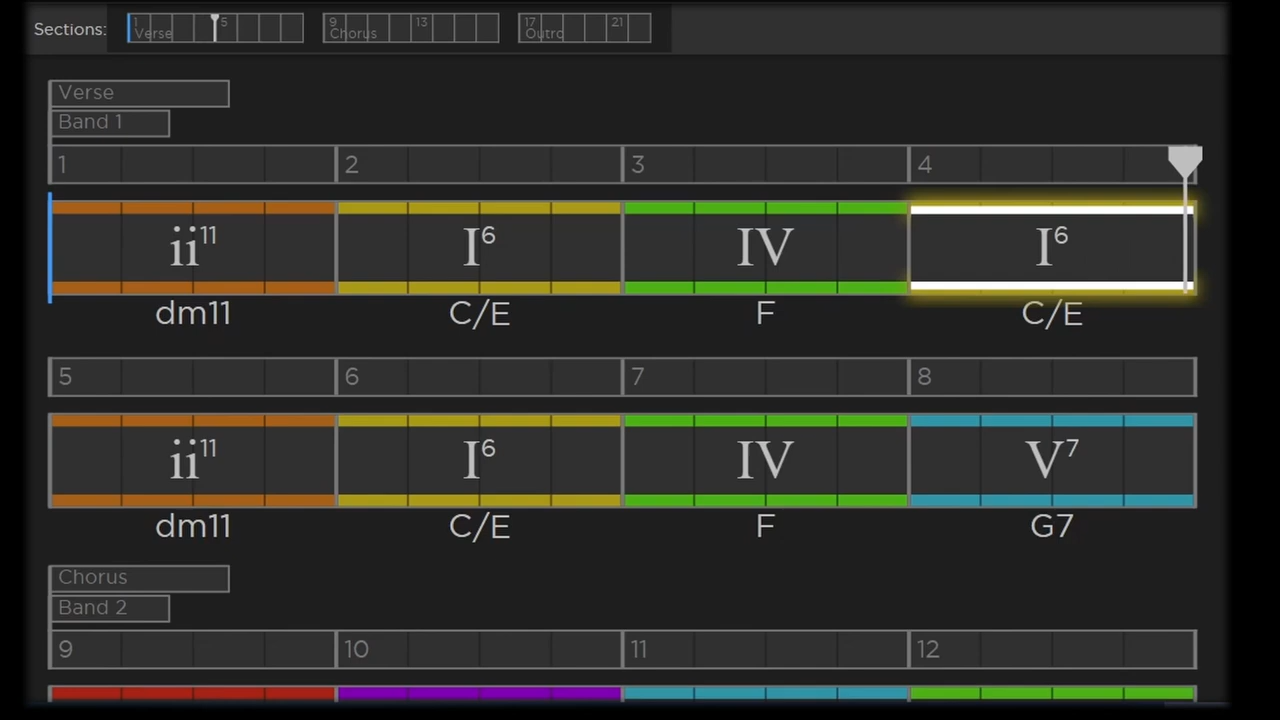 Sections: 1 Verse 5 9 Chorus 13 17 Outro 21
Verse
Band 1
1 2 3 4
ii11 I6 IV I6
dm11 C/E F C/E
5 6 7 8
ii11 I6 IV V7
dm11 C/E F G7
Chorus
Band 2
9 10 11 12